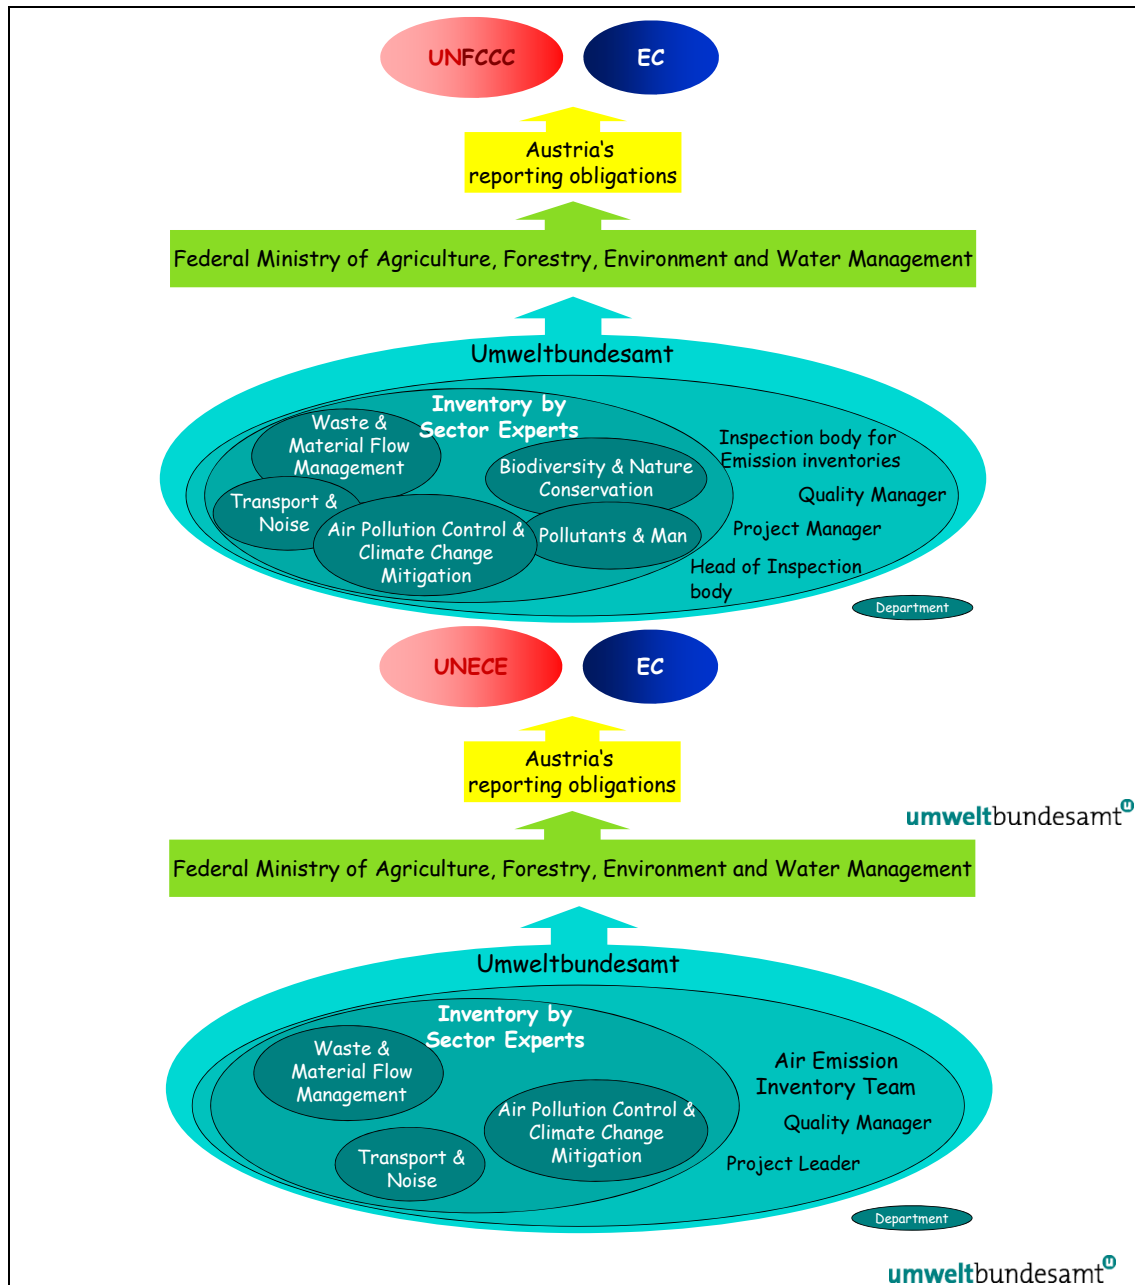 UNFCCC
EC
Austria's
reporting obligations
Federal Ministry of Agriculture, Forestry, Environment and Water Management
Umweltbundesamt
Inventory by
Sector Experts
Waste &
Material Flow
Management
Biodiversity & Nature
Conservation
Transport &
Noise
Air Pollution Control &
Climate Change
Mitigation
Pollutants & Man
Inspection body for
Emission inventories
Quality Manager
Project Manager
Head of Inspection
body
Department
UNECE
EC
Austria's
reporting obligations
umweltbundesamt u
Federal Ministry of Agriculture, Forestry, Environment and Water Management
Umweltbundesamt
Inventory by
Sector Experts
Waste &
Material Flow
Management
Air Pollution Control &
Climate Change
Mitigation
Transport &
Noise
Air Emission
Inventory Team
Quality Manager
Project Leader
Department
umweltbundesamt u